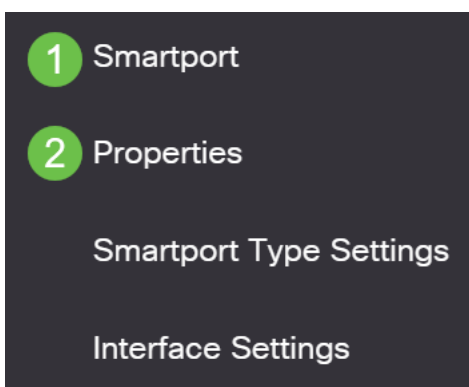 1 Smartport
2 Properties
Smartport Type Settings
Interface Settings